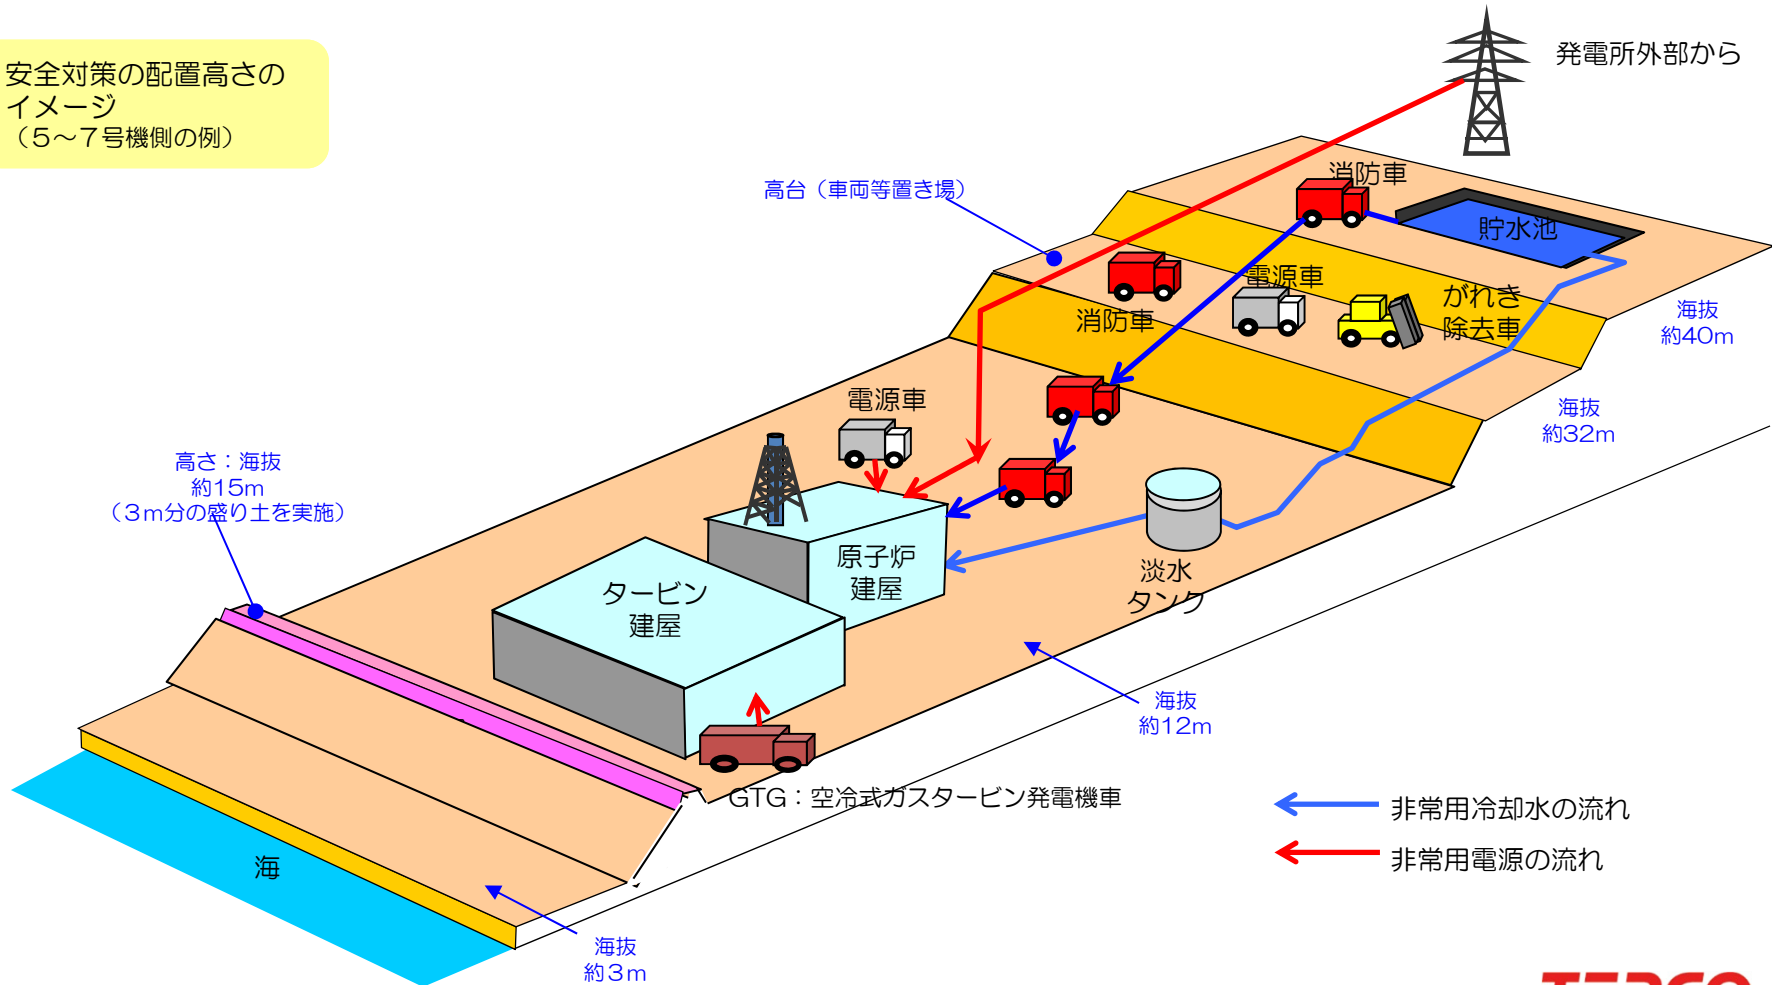 安全対策の配置高さの
イメージ
（５～７号機側の例）
発電所外部から
消防車
高台（車両等置き場）
貯水池
電源車
がれき
除去車
消防車
海抜
約40m
電源車
海抜
約32m
高さ：海抜
約15m
（３ｍ分の盛り土を実施）
原子炉
建屋
淡水
タンク
タービン
建屋
海抜
約12m
GTG：空冷式ガスタービン発電機車
非常用冷却水の流れ
非常用電源の流れ
海
海抜
約３ｍ
TEPCO